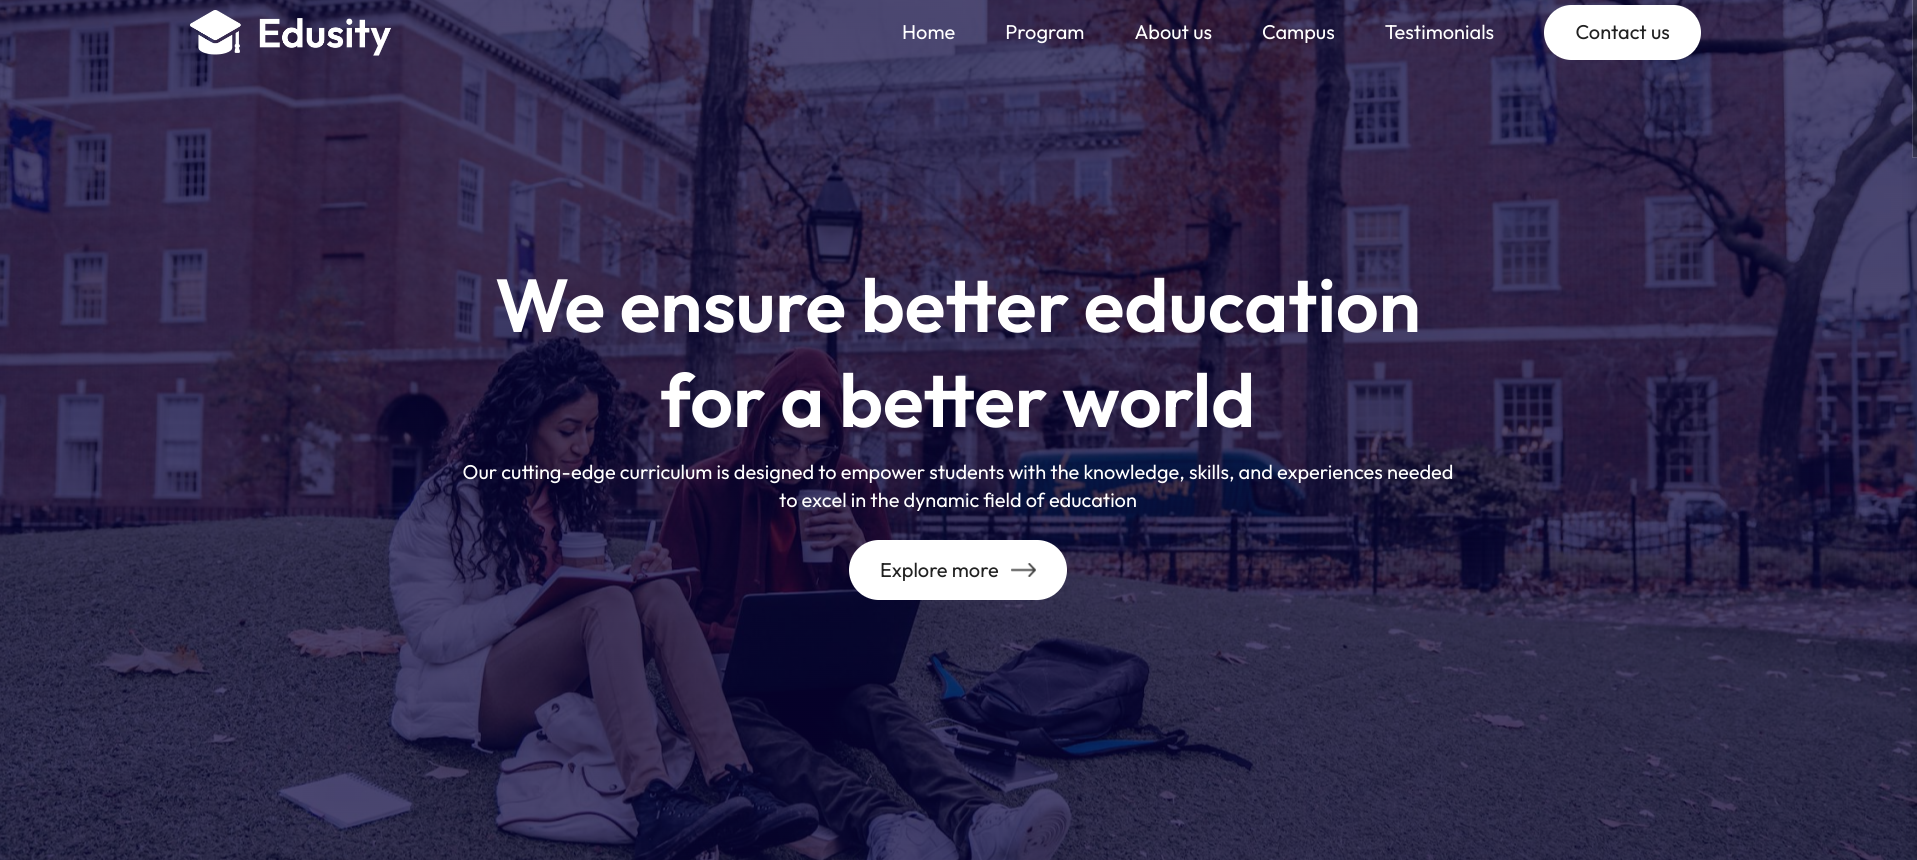 Edusity
Home Program About us Campus Testimonials Contact us
We ensure better education
for a better world
Our cutting-edge curriculum is designed to empower students with the knowledge, skills, and experiences needed
to excel in the dynamic field of education
Explore more